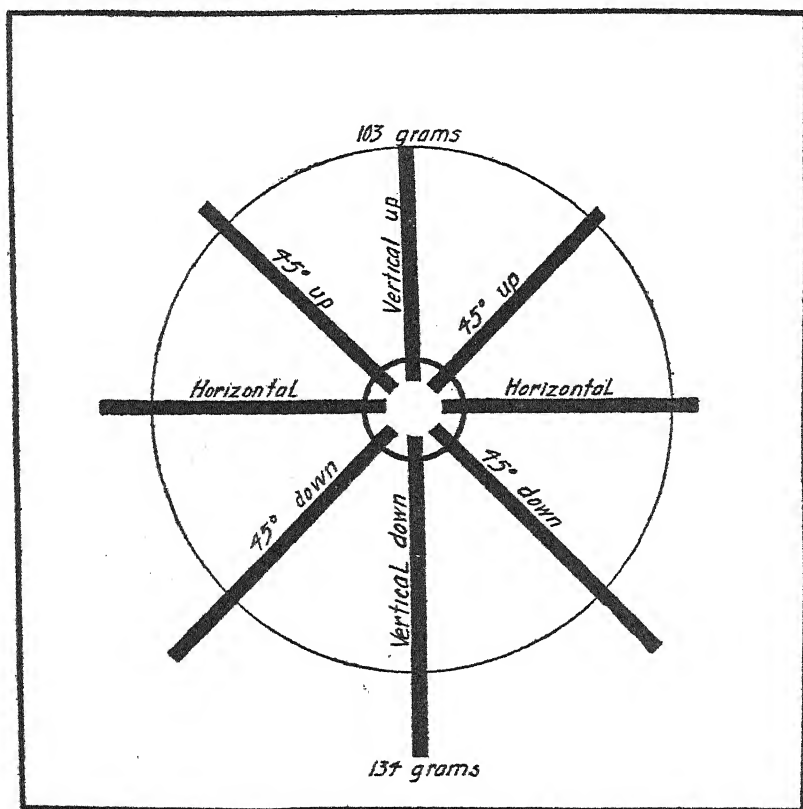 103 grams
Vertical up
45° up
45° up
Horizontal
Horizontal
45° down
45° down
Vertical down
134 grams